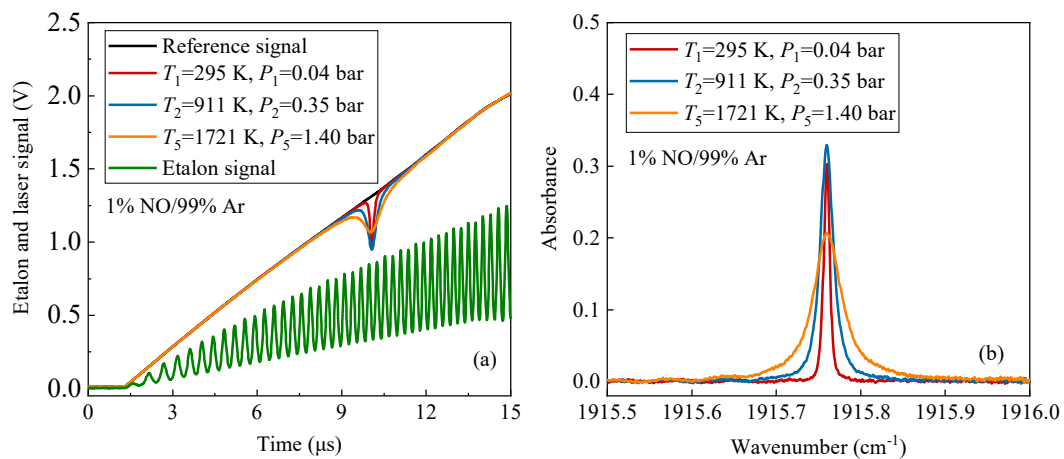 2.5
2.0
1.5
1.0
0.5
0.0
Etalon and laser signal (V)
Reference signal
T1=295 K, P1=0.04 bar
T2=911 K, P2=0.35 bar
T5=1721 K, P5=1.40 bar
Etalon signal
1% NO/99% Ar
(a)
0 3 6 9 12 15
Time (μs)
0.5
0.4
0.3
0.2
0.1
0.0
Absorbance
T1=295 K, P1=0.04 bar
T2=911 K, P2=0.35 bar
T5=1721 K, P5=1.40 bar
1% NO/99% Ar
(b)
1915.5 1915.6 1915.7 1915.8 1915.9 1916.0
Wavenumber (cm-1)